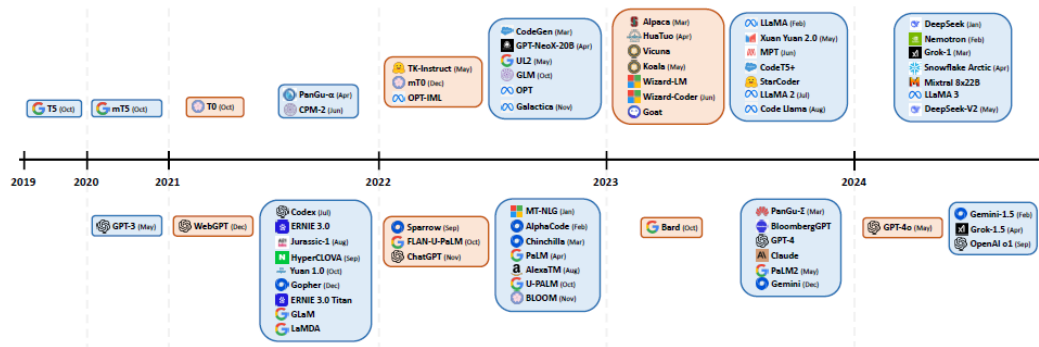 T5 (Oct)
mT5 (Oct)
T0 (Oct)
PanGu-α (Apr)
CPM-2 (Jun)
TK-Instruct (May)
mT0 (Dec)
OPT-IML
CodeGen (Mar)
GPT-NeoX-20B (Apr)
UL2 (May)
GLM (Oct)
OPT
Galactica (Nov)
Alpaca (Mar)
HuaTuo (Apr)
Vicuna
Koala (May)
Wizard-LM
Wizard-Coder (Jun)
Goat
LLaMA (Feb)
Xuan Yuan 2.0 (May)
MPT (Jun)
CodeT5+
StarCoder
LLaMA 2 (Jul)
Code Llama (Aug)
DeepSeek (Jan)
Nemotron (Feb)
Grok-1 (Mar)
Snowflake Arctic (Apr)
Mixtral 8x22B
LLaMA 3
DeepSeek-V2 (May)
2019 2020 2021 2022 2023 2024
GPT-3 (May)
WebGPT (Dec)
Codex (Jul)
ERNIE 3.0
Jurassic-1 (Aug)
HyperCLOVA (Sep)
Yuan 1.0 (Oct)
Gopher (Dec)
ERNIE 3.0 Titan
GLaM
LaMDA
Sparrow (Sep)
FLAN-U-PaLM (Oct)
ChatGPT (Nov)
MT-NLG (Jan)
AlphaCode (Feb)
Chinchilla (Mar)
PaLM (Apr)
AlexaTM (Aug)
U-PALM (Oct)
BLOOM (Nov)
Bard (Oct)
PanGu-Σ (Mar)
BloombergGPT
GPT-4
Claude
PaLM2 (May)
Gemini (Dec)
GPT-4o (May)
Gemini-1.5 (Feb)
Grok-1.5 (Apr)
OpenAI o1 (Sep)